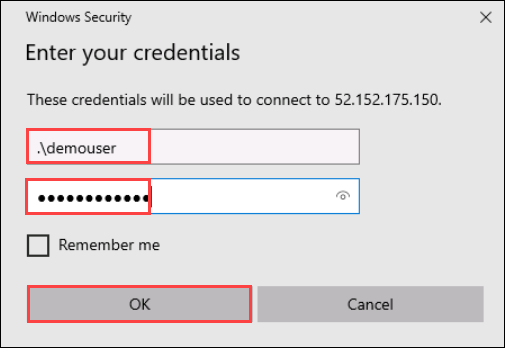 Windows Security
Enter your credentials
These credentials will be used to connect to 52.152.175.150.
.\demouser
••••••••••••
Remember me
OK Cancel